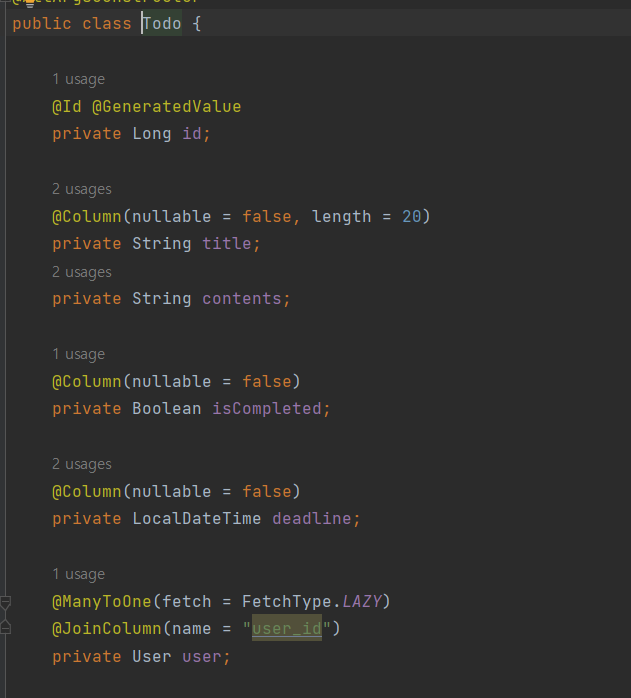 public class Todo {
1 usage
@Id @GeneratedValue
private Long id;
2 usages
@Column(nullable = false, length = 20)
private String title;
2 usages
private String contents;
1 usage
@Column(nullable = false)
private Boolean isCompleted;
2 usages
@Column(nullable = false)
private LocalDateTime deadline;
1 usage
@ManyToOne(fetch = FetchType.LAZY)
@JoinColumn(name = "user_id")
private User user;